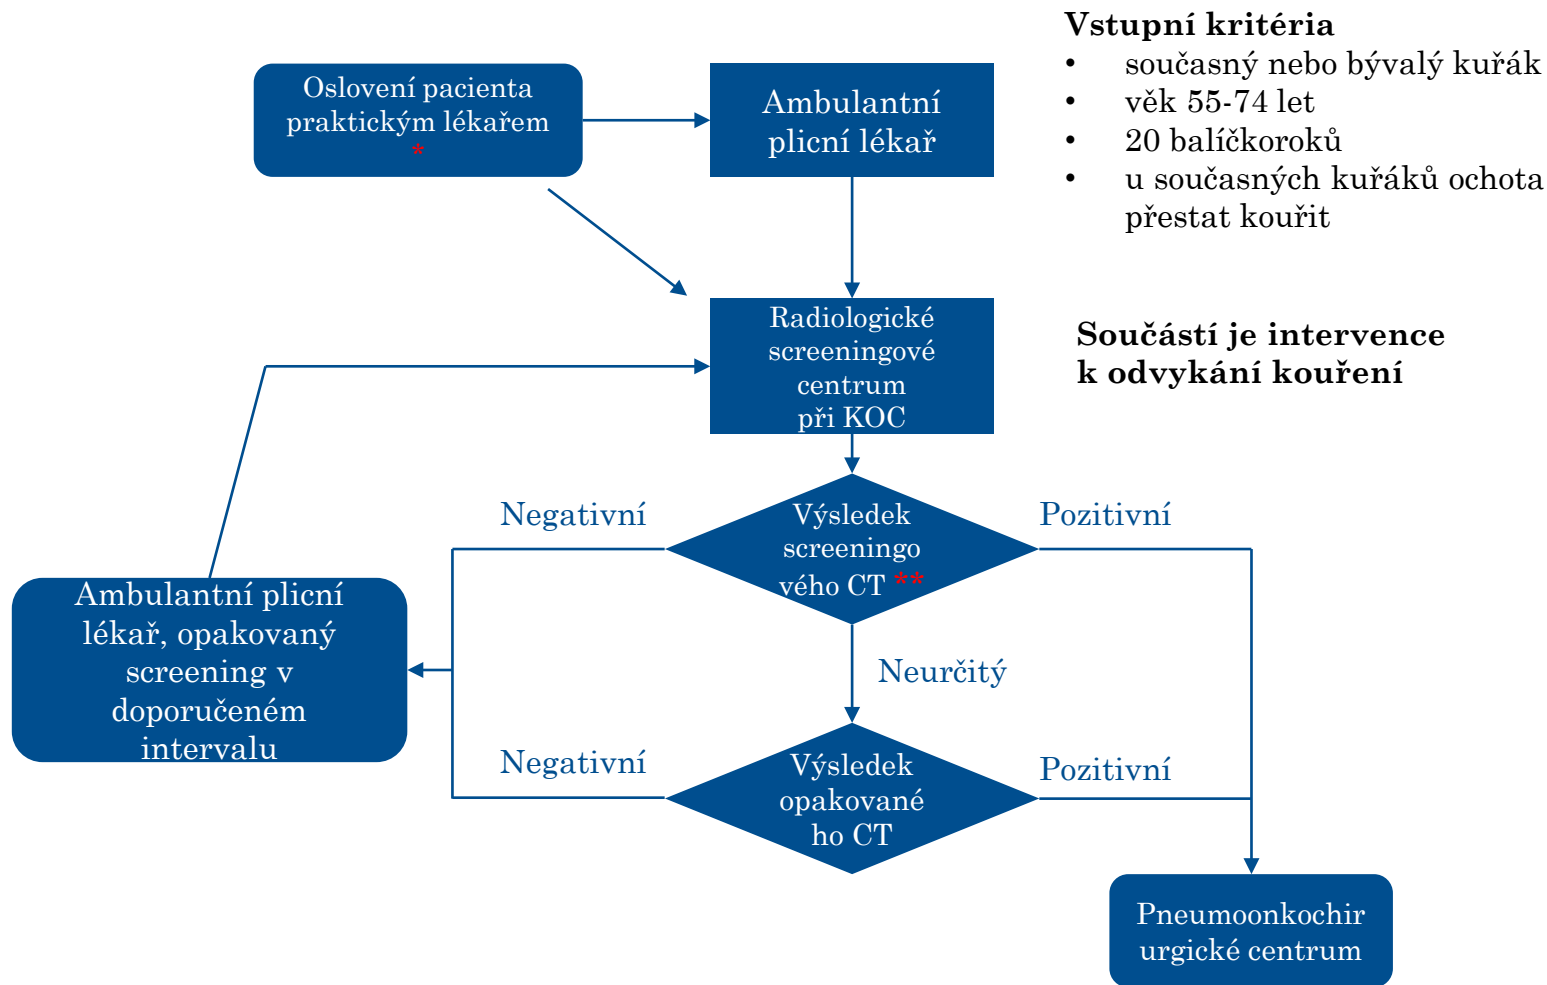 Vstupní kritéria
• současný nebo bývalý kuřák
• věk 55-74 let
• 20 balíčkoroků
• u současných kuřáků ochota
přestat kouřit
Oslovení pacienta
praktickým lékařem
*
Ambulantní
plicní lékař
Radiologické
screeningové
centrum
při KOC
Součástí je intervence
k odvykání kouření
Negativní
Výsledek
screeningo
vého CT **
Pozitivní
Ambulantní plicní
lékař, opakovaný
screening v
doporučeném
intervalu
Neurčitý
Negativní
Výsledek
opakované
ho CT
Pozitivní
Pneumoonkochir
urgické centrum